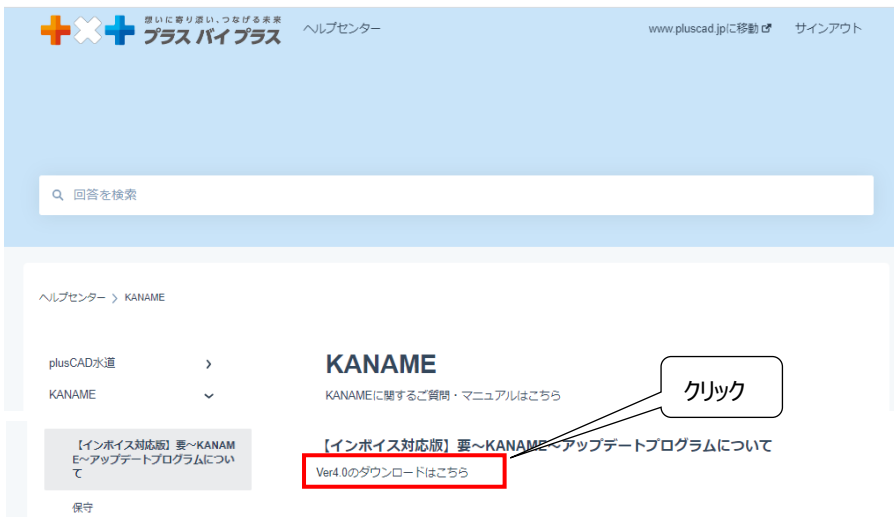 想いに寄り添い、つなげる未来
プラス バイ プラス
ヘルプセンター
www.pluscad.jpに移動
サインアウト
回答を検索
ヘルプセンター > KANAME
plusCAD水道
KANAME
KANAME
KANAMEに関するご質問・マニュアルはこちら
クリック
【インボイス対応版】要~KANAM
E~アップデートプログラムについ
て
保守
【インボイス対応版】要~KANAME~アップデートプログラムについて
Ver4.0のダウンロードはこちら